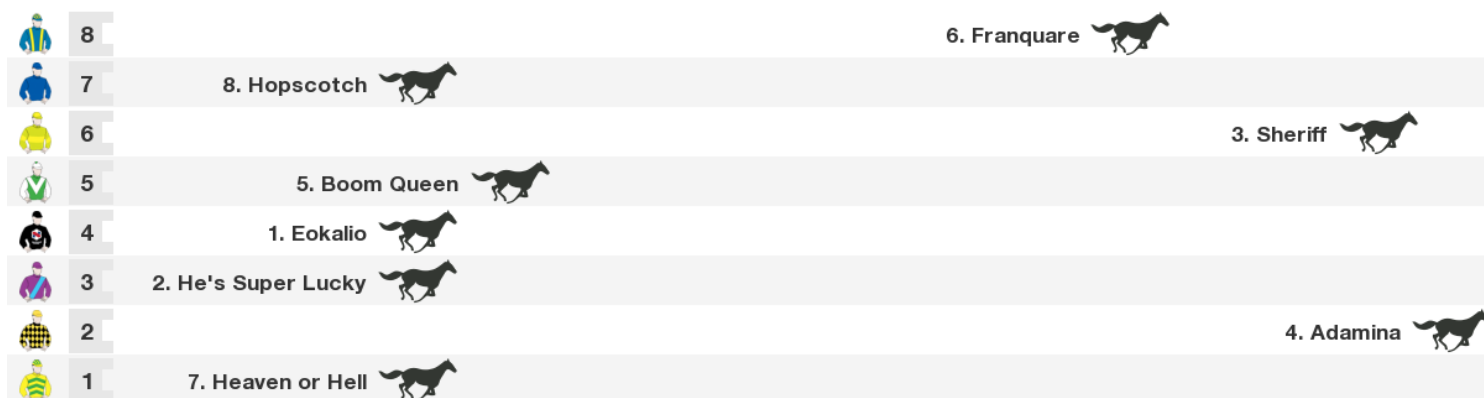 8 6. Franquare
7 8. Hopscotch
6 3. Sheriff
5 5. Boom Queen
4 1. Eokalio
3 2. He's Super Lucky
2 4. Adamina
1 7. Heaven or Hell